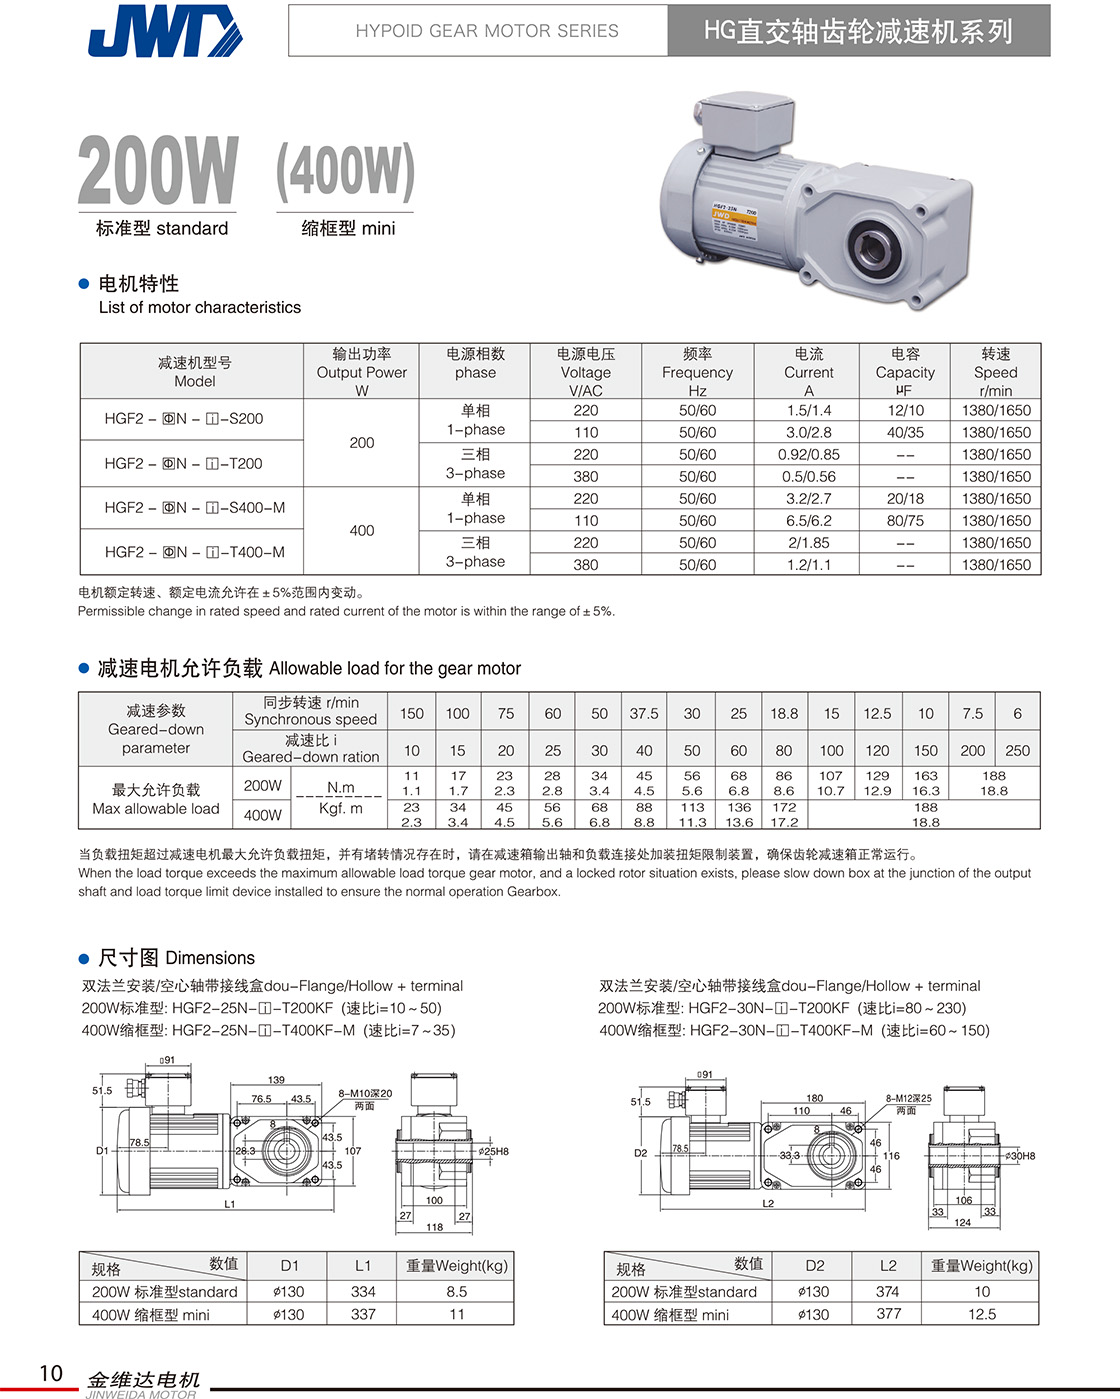 JWD
HYPOID GEAR MOTOR SERIES
HG直交轴齿轮减速机系列
200W (400W)
标准型 standard 缩框型 mini
HGF2-25N T200
JWD
电机特性
List of motor characteristics
减速机型号 Model 输出功率 Output Power W 电源相数 phase 电源电压 Voltage V/AC 频率 Frequency Hz 电流 Current A 电容 Capacity μF 转速 Speed r/min
HGF2 - ΦN - i-S200 200 单相 1-phase 220 50/60 1.5/1.4 12/10 1380/1650
110 50/60 3.0/2.8 40/35 1380/1650
HGF2 - ΦN - i-T200 三相 3-phase 220 50/60 0.92/0.85 -- 1380/1650
380 50/60 0.5/0.56 -- 1380/1650
HGF2 - ΦN - i-S400-M 400 单相 1-phase 220 50/60 3.2/2.7 20/18 1380/1650
110 50/60 6.5/6.2 80/75 1380/1650
HGF2 - ΦN - i-T400-M 三相 3-phase 220 50/60 2/1.85 -- 1380/1650
380 50/60 1.2/1.1 -- 1380/1650
电机额定转速、额定电流允许在±5%范围内变动。
Permissible change in rated speed and rated current of the motor is within the range of ± 5%.
减速电机允许负载 Allowable load for the gear motor
减速参数 Geared-down parameter 同步转速 r/min Synchronous speed 150 100 75 60 50 37.5 30 25 18.8 15 12.5 10 7.5 6
减速比 i Geared-down ration 10 15 20 25 30 40 50 60 80 100 120 150 200 250
最大允许负载 Max allowable load 200W N.m 11 17 23 28 34 45 56 68 86 107 129 163 188
1.1 1.7 2.3 2.8 3.4 4.5 5.6 6.8 8.6 10.7 12.9 16.3 18.8
400W Kgf. m 23 34 45 56 68 88 113 136 172 188
2.3 3.4 4.5 5.6 6.8 8.8 11.3 13.6 17.2 18.8
当负载扭矩超过减速电机最大允许负载扭矩，并有堵转情况存在时，请在减速箱输出轴和负载连接处加装扭矩限制装置，确保齿轮减速箱正常运行。
When the load torque exceeds the maximum allowable load torque gear motor, and a locked rotor situation exists, please slow down box at the junction of the output
shaft and load torque limit device installed to ensure the normal operation Gearbox.
尺寸图 Dimensions
双法兰安装/空心轴带接线盒dou-Flange/Hollow + terminal
200W标准型: HGF2-25N-i-T200KF (速比i=10~50)
400W缩框型: HGF2-25N-i-T400KF-M (速比i=7~35)
□91
51.5
139
76.5 43.5
8-M10深20
两面
8
78.5
28.3
43.5
43.5
107
D1
L1
Ø25H8
100
27 27
118
双法兰安装/空心轴带接线盒dou-Flange/Hollow + terminal
200W标准型: HGF2-30N-i-T200KF (速比i=80~230)
400W缩框型: HGF2-30N-i-T400KF-M (速比i=60~150)
□91
51.5
180
110 46
8-M12深25
两面
8
78.5
33.3
46
46
116
D2
L2
Ø30H8
106
33 33
124
规格 数值 D1 L1 重量Weight(kg)
200W 标准型standard Ø130 334 8.5
400W 缩框型 mini Ø130 337 11
规格 数值 D2 L2 重量Weight(kg)
200W 标准型standard Ø130 374 10
400W 缩框型 mini Ø130 377 12.5
10 金维达电机
JINWEIDA MOTOR